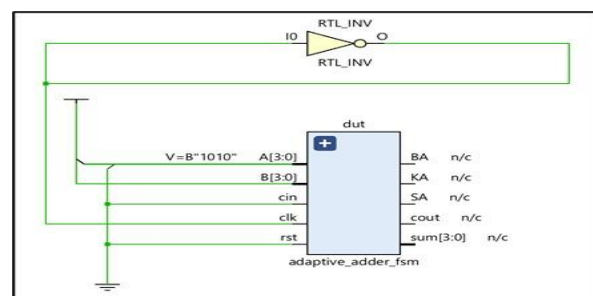 RTL_INV
I0 O
RTL_INV
dut
V=B"1010" A[3:0] BA n/c
B[3:0] KA n/c
cin SA n/c
clk cout n/c
rst sum[3:0] n/c
adaptive_adder_fsm